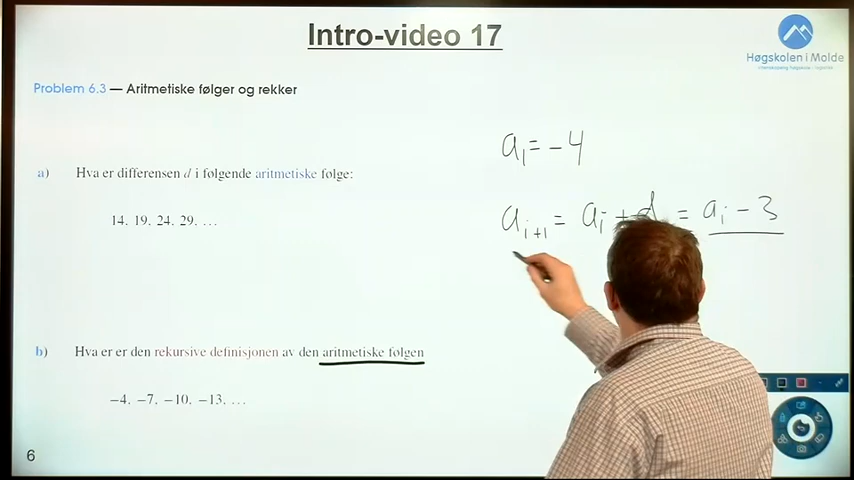 Intro-video 17
Høgskolen i Molde
Problem 6.3 — Aritmetiske følger og rekker
a) Hva er differensen d i følgende aritmetiske følge:
14, 19, 24, 29, ...
b) Hva er er den rekursive definisjonen av den aritmetiske følgen
−4, −7, −10, −13, ...
a₁ = −4
aᵢ₊₁ = aᵢ + d = aᵢ − 3
6